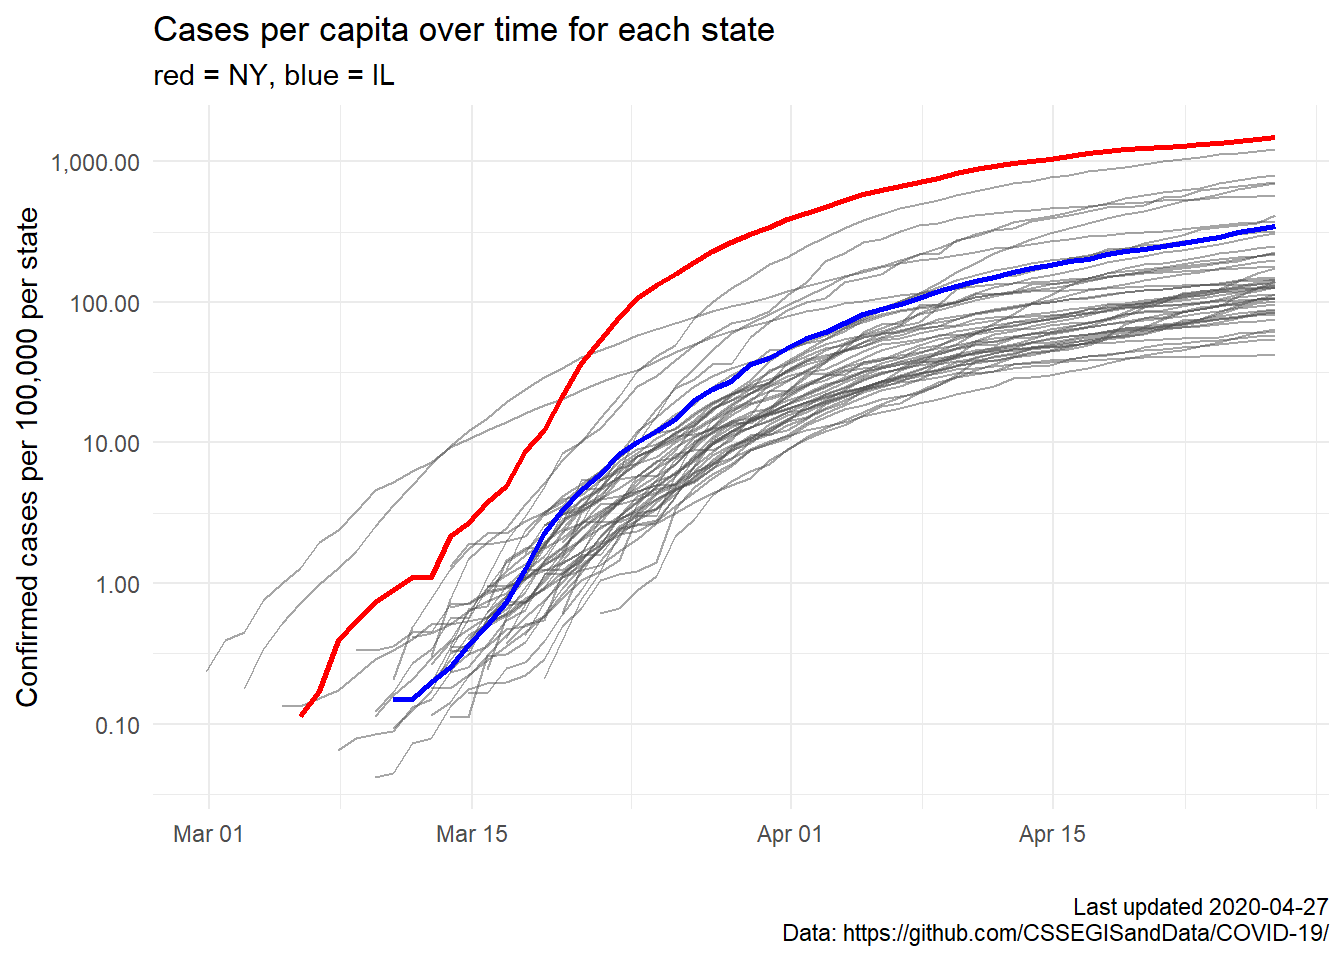 Cases per capita over time for each state
red = NY, blue = IL
Confirmed cases per 100,000 per state
1,000.00
100.00
10.00
1.00
0.10
Mar 01
Mar 15
Apr 01
Apr 15
Last updated 2020-04-27
Data: https://github.com/CSSEGISandData/COVID-19/